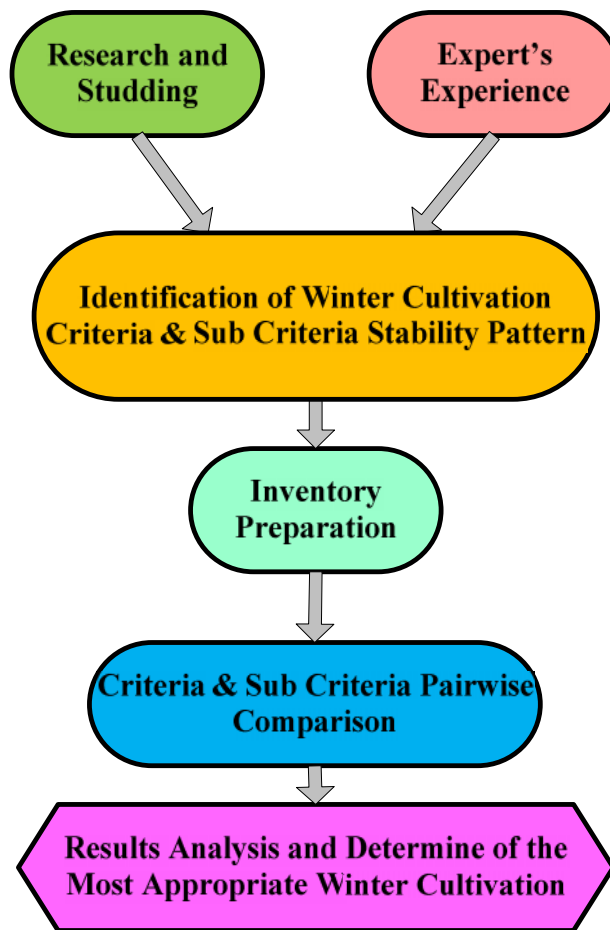 Research and
Studding
Expert's
Experience
Identification of Winter Cultivation
Criteria & Sub Criteria Stability Pattern
Inventory
Preparation
Criteria & Sub Criteria Pairwise
Comparison
Results Analysis and Determine of the
Most Appropriate Winter Cultivation